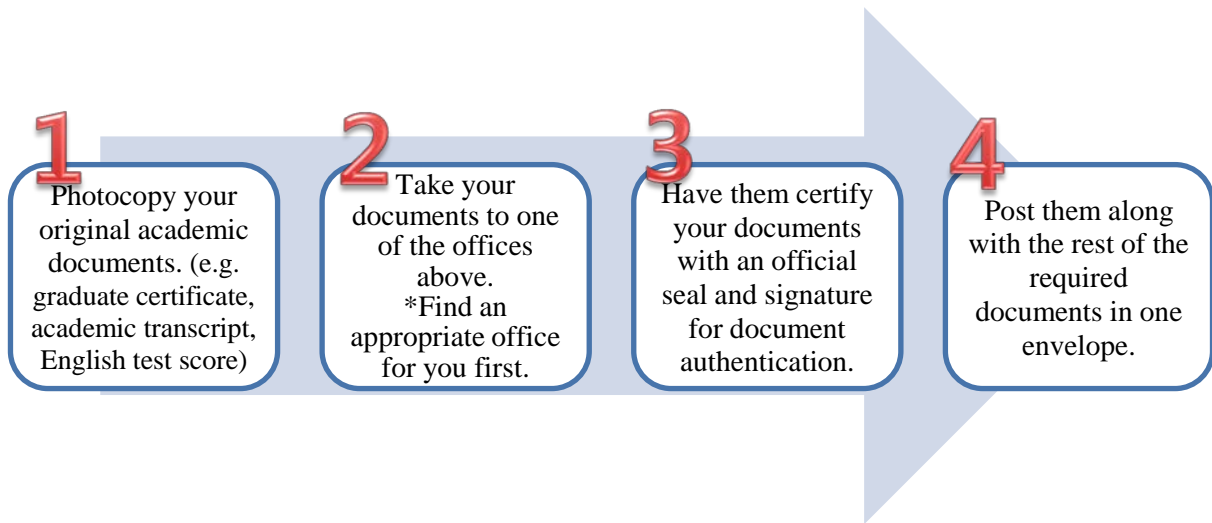 1
Photocopy your
original academic
documents. (e.g.
graduate certificate,
academic transcript,
English test score)
2
Take your
documents to one
of the offices
above.
*Find an
appropriate office
for you first.
3
Have them certify
your documents
with an official
seal and signature
for document
authentication.
4
Post them along
with the rest of the
required
documents in one
envelope.